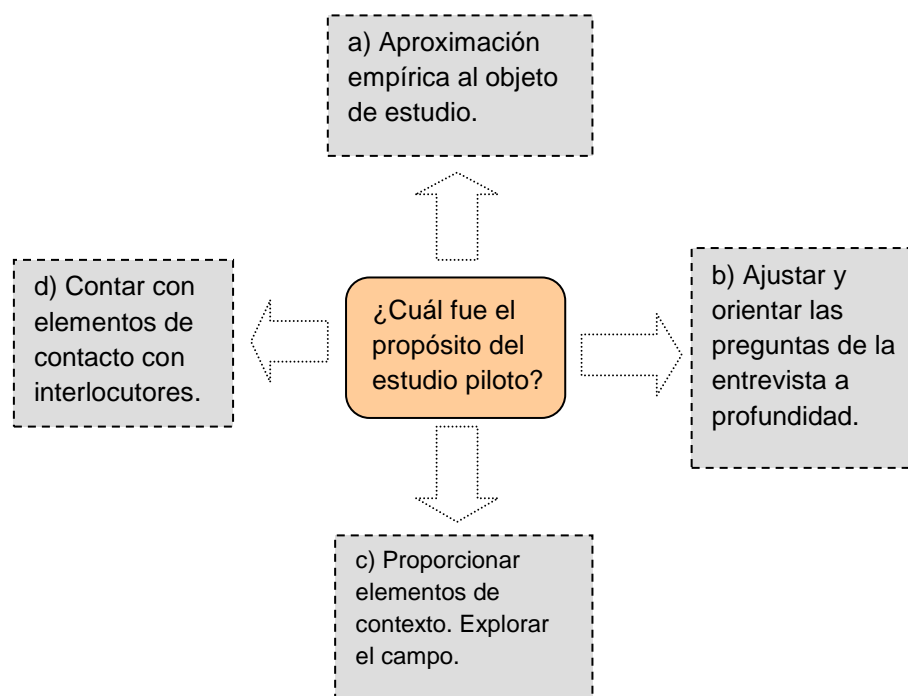 a) Aproximación
empírica al objeto
de estudio.
d) Contar con
elementos de
contacto con
interlocutores.
¿Cuál fue el
propósito del
estudio piloto?
b) Ajustar y
orientar las
preguntas de la
entrevista a
profundidad.
c) Proporcionar
elementos de
contexto. Explorar
el campo.